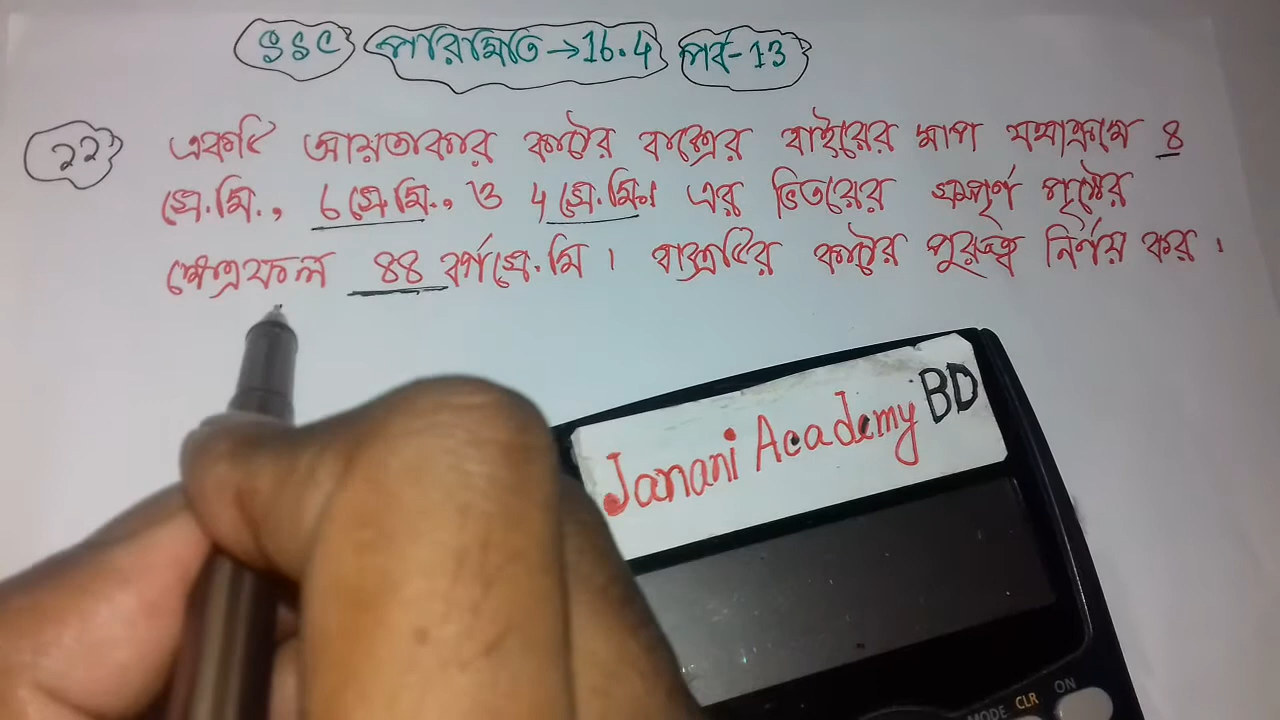 SSC পরিমিতি→16.4 পর্ব-13
22 একটি আয়তাকার কাঠের বাক্সের বাইরের মাপ যথাক্রমে 8
সে.মি., 6 সে.মি., ও 4 সে.মি.। এর ভিতরের সম্পূর্ণ পৃষ্ঠের
ক্ষেত্রফল 88 বর্গসে.মি। বাক্সটির কাঠের পুরুত্ব নির্ণয় কর।
Janani Academy BD
MODE CLR ON